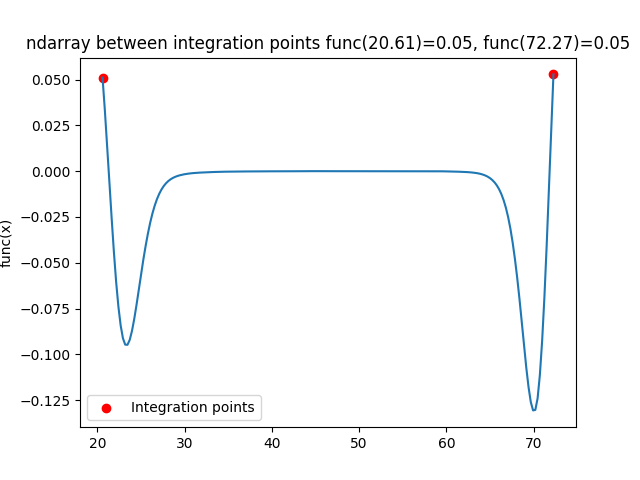 ndarray between integration points func(20.61)=0.05, func(72.27)=0.05
0.050
0.025
0.000
−0.025
−0.050
−0.075
−0.100
−0.125
func(x)
Integration points
20 30 40 50 60 70